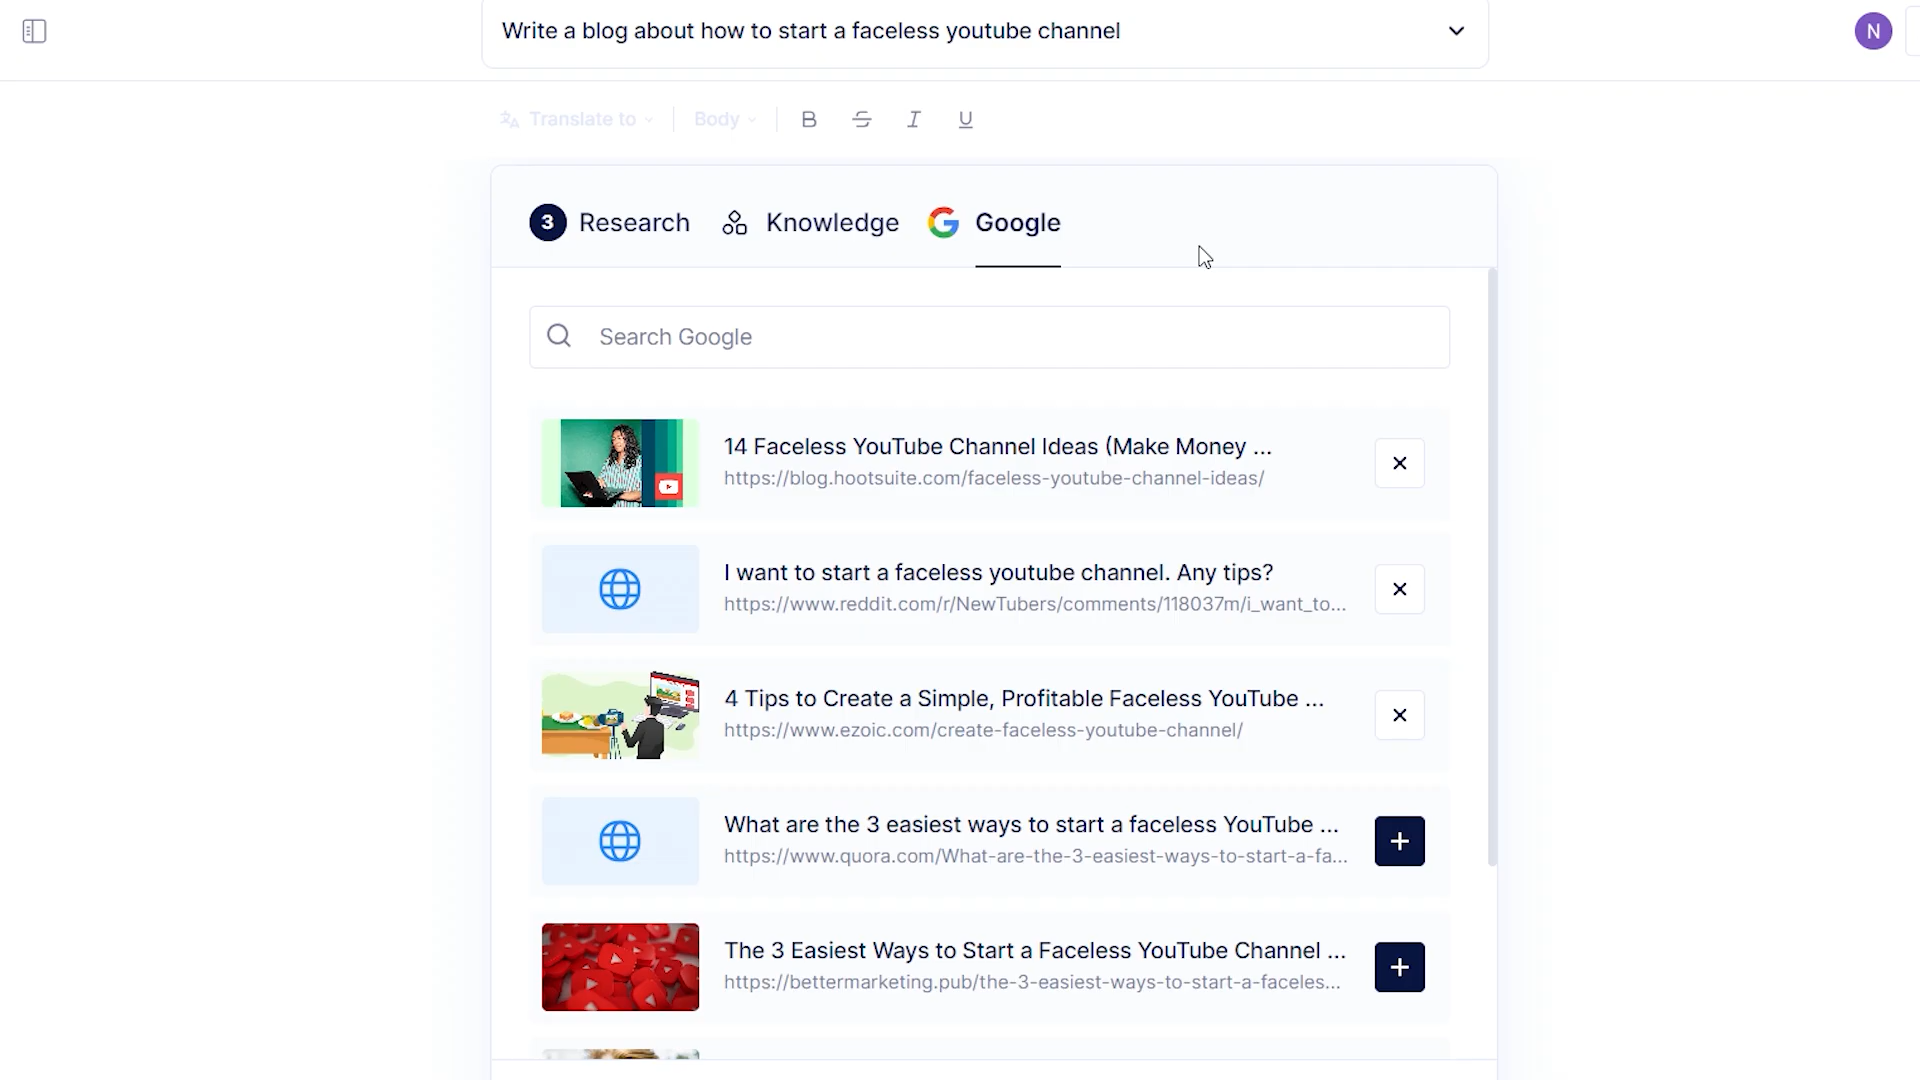 Write a blog about how to start a faceless youtube channel
N
Translate to
Body
B S I U
3 Research Knowledge Google
Search Google
14 Faceless YouTube Channel Ideas (Make Money ...
https://blog.hootsuite.com/faceless-youtube-channel-ideas/
I want to start a faceless youtube channel. Any tips?
https://www.reddit.com/r/NewTubers/comments/118037m/i_want_to...
4 Tips to Create a Simple, Profitable Faceless YouTube ...
https://www.ezoic.com/create-faceless-youtube-channel/
What are the 3 easiest ways to start a faceless YouTube ...
https://www.quora.com/What-are-the-3-easiest-ways-to-start-a-fa...
The 3 Easiest Ways to Start a Faceless YouTube Channel ...
https://bettermarketing.pub/the-3-easiest-ways-to-start-a-faceles...